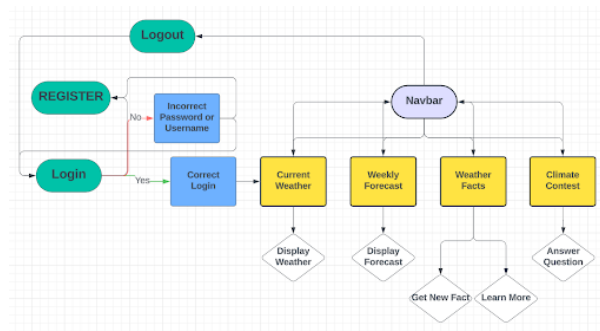 Logout
REGISTER
Incorrect
Password or
Username
Navbar
No
Login
Yes
Correct
Login
Current
Weather
Weekly
Forecast
Weather
Facts
Climate
Contest
Display
Weather
Display
Forecast
Answer
Question
Get New Fact
Learn More